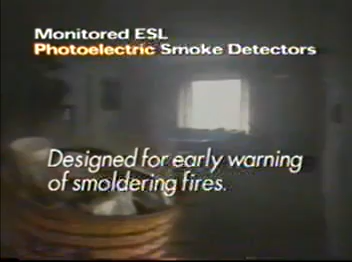 Monitored ESL
Photoelectric Smoke Detectors
Designed for early warning
of smoldering fires.